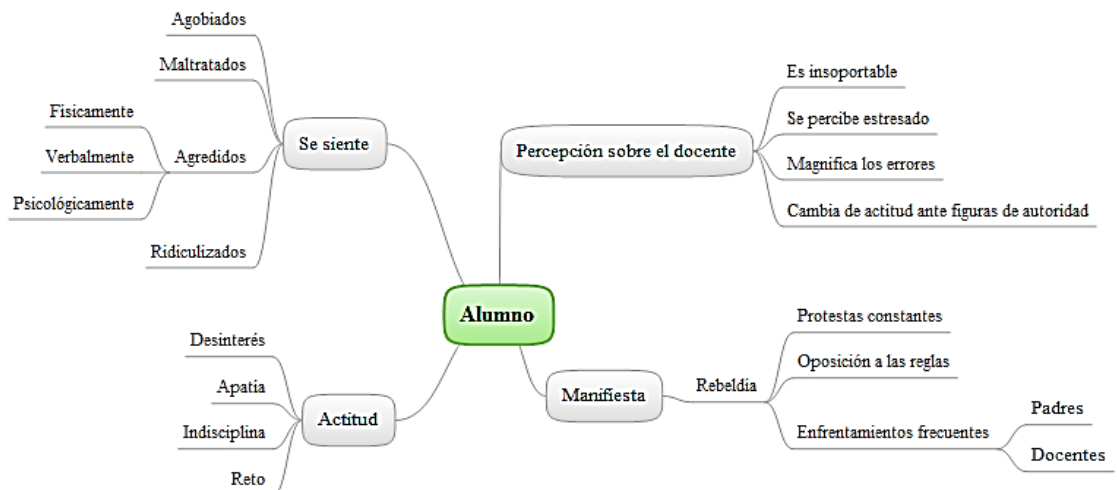 Agobiados
Maltratados
Físicamente
Verbalmente
Psicológicamente
Agredidos
Ridiculizados
Se siente
Percepción sobre el docente
Es insoportable
Se percibe estresado
Magnifica los errores
Cambia de actitud ante figuras de autoridad
Alumno
Desinterés
Apatía
Indisciplina
Reto
Actitud
Manifiesta
Rebeldía
Protestas constantes
Oposición a las reglas
Enfrentamientos frecuentes
Padres
Docentes